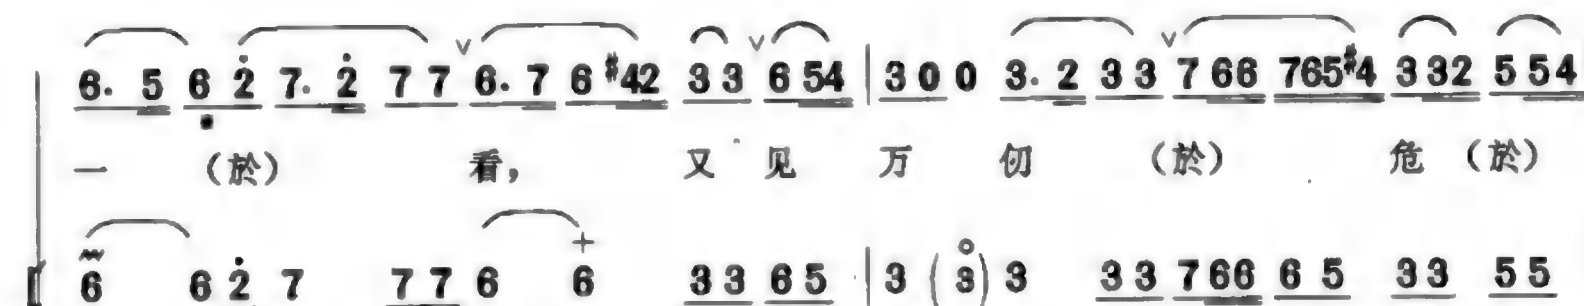 6. 5 6 2̇ 7. 2̇ 7 7 ∨ 6. 7 6 #42 3 3 ∨ 6 54 | 3 0 0 3. 2 3 3 ∨ 7 66 765#4 3 32 5 54
一 （於） 看， 又 见 万 仞 （於） 危 （於）
6 6 2̇ 7 7 7 6 + 6 3 3 6 5 | 3 (3) 3 3 3 7 66 6 5 3 3 5 5